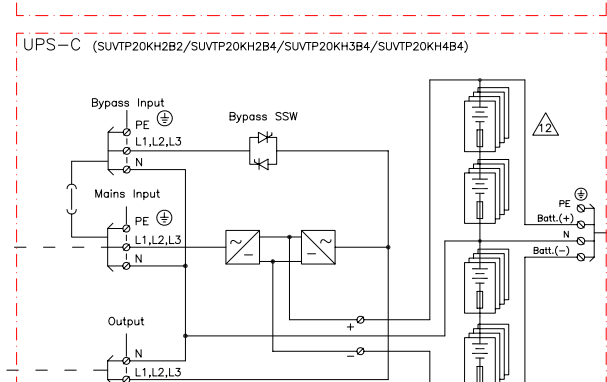 UPS-C (SUVTP20KH2B2/SUVTP20KH2B4/SUVTP20KH3B4/SUVTP20KH4B4)
Bypass Input
PE
L1,L2,L3
N
Bypass SSW
12
Mains Input
PE
L1,L2,L3
N
PE
Batt.(+)
N
Batt.(-)
Output
N
L1,L2,L3
+
-